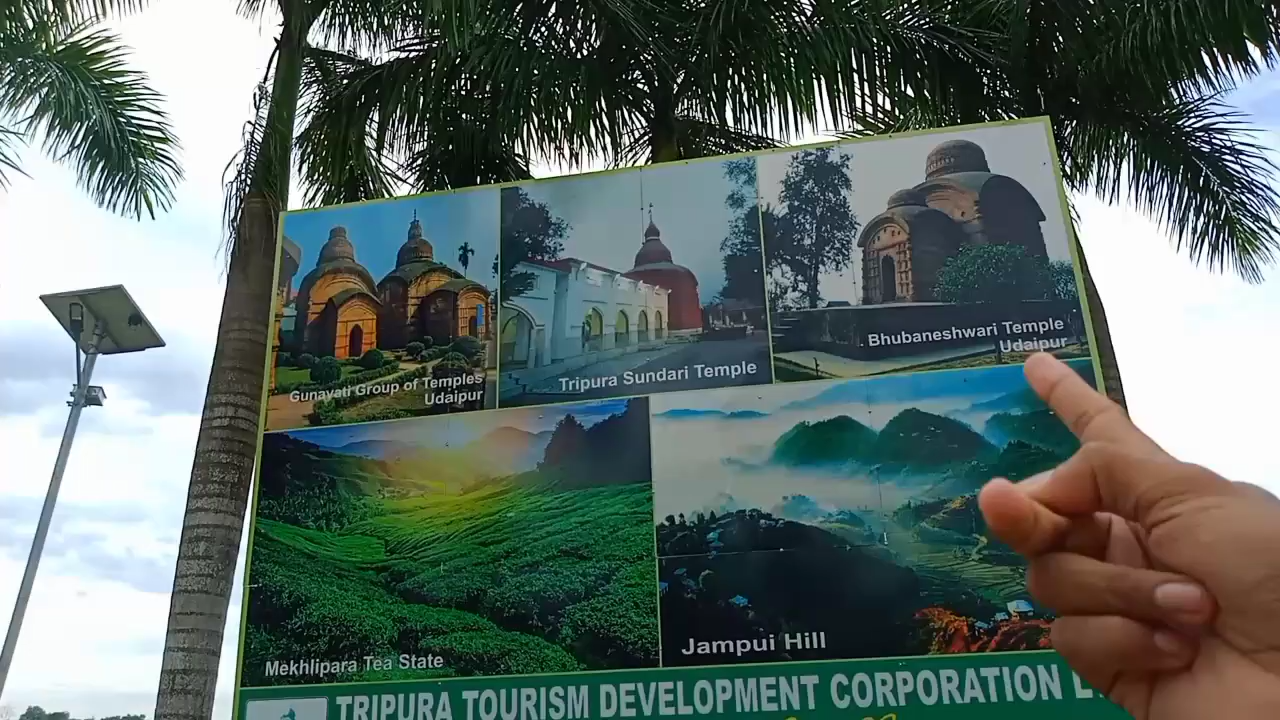 Gunavati Group of Temples
Udaipur
Tripura Sundari Temple
Bhubaneshwari Temple
Udaipur
Mekhlipara Tea State
Jampui Hill
TRIPURA TOURISM DEVELOPMENT CORPORATION